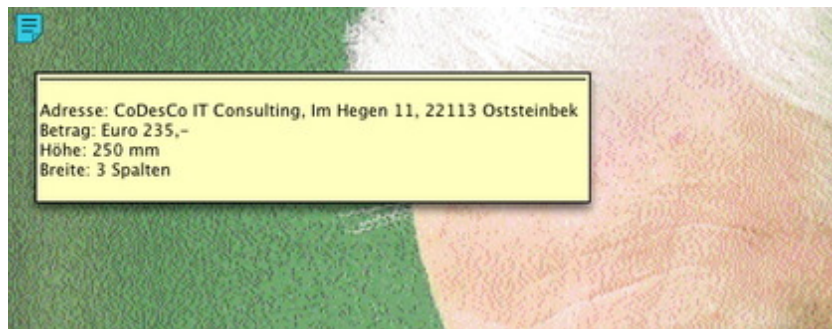 Adresse: CoDesCo IT Consulting, Im Hegen 11, 22113 Oststeinbek
Betrag: Euro 235,–
Höhe: 250 mm
Breite: 3 Spalten